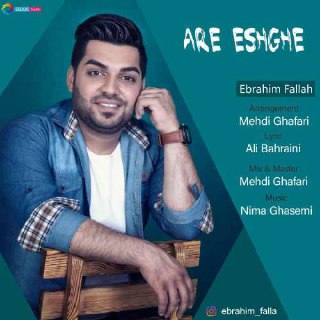 ARE ESHGHE
Ebrahim Fallah
Arrangement
Mehdi Ghafari
Lyric
Ali Bahraini
Mix & Master
Mehdi Ghafari
Music
Nima Ghasemi
ebrahim_falla